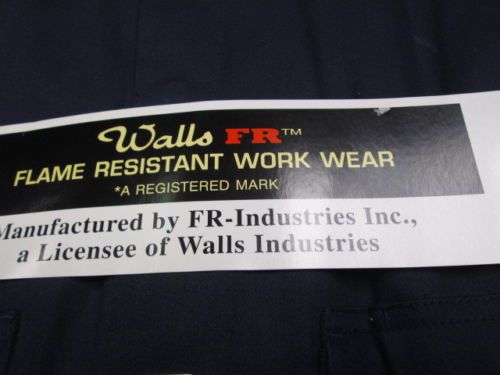 Walls FR™
FLAME RESISTANT WORK WEAR
*A REGISTERED MARK
Manufactured by FR-Industries Inc.,
a Licensee of Walls Industries